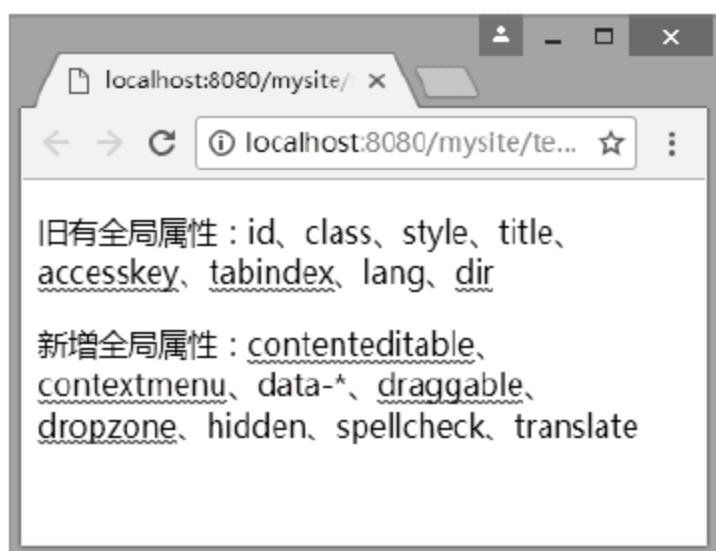 localhost:8080/mysite/
localhost:8080/mysite/te...
旧有全局属性：id、class、style、title、
accesskey、tabindex、lang、dir
新增全局属性：contenteditable、
contextmenu、data-*、draggable、
dropzone、hidden、spellcheck、translate